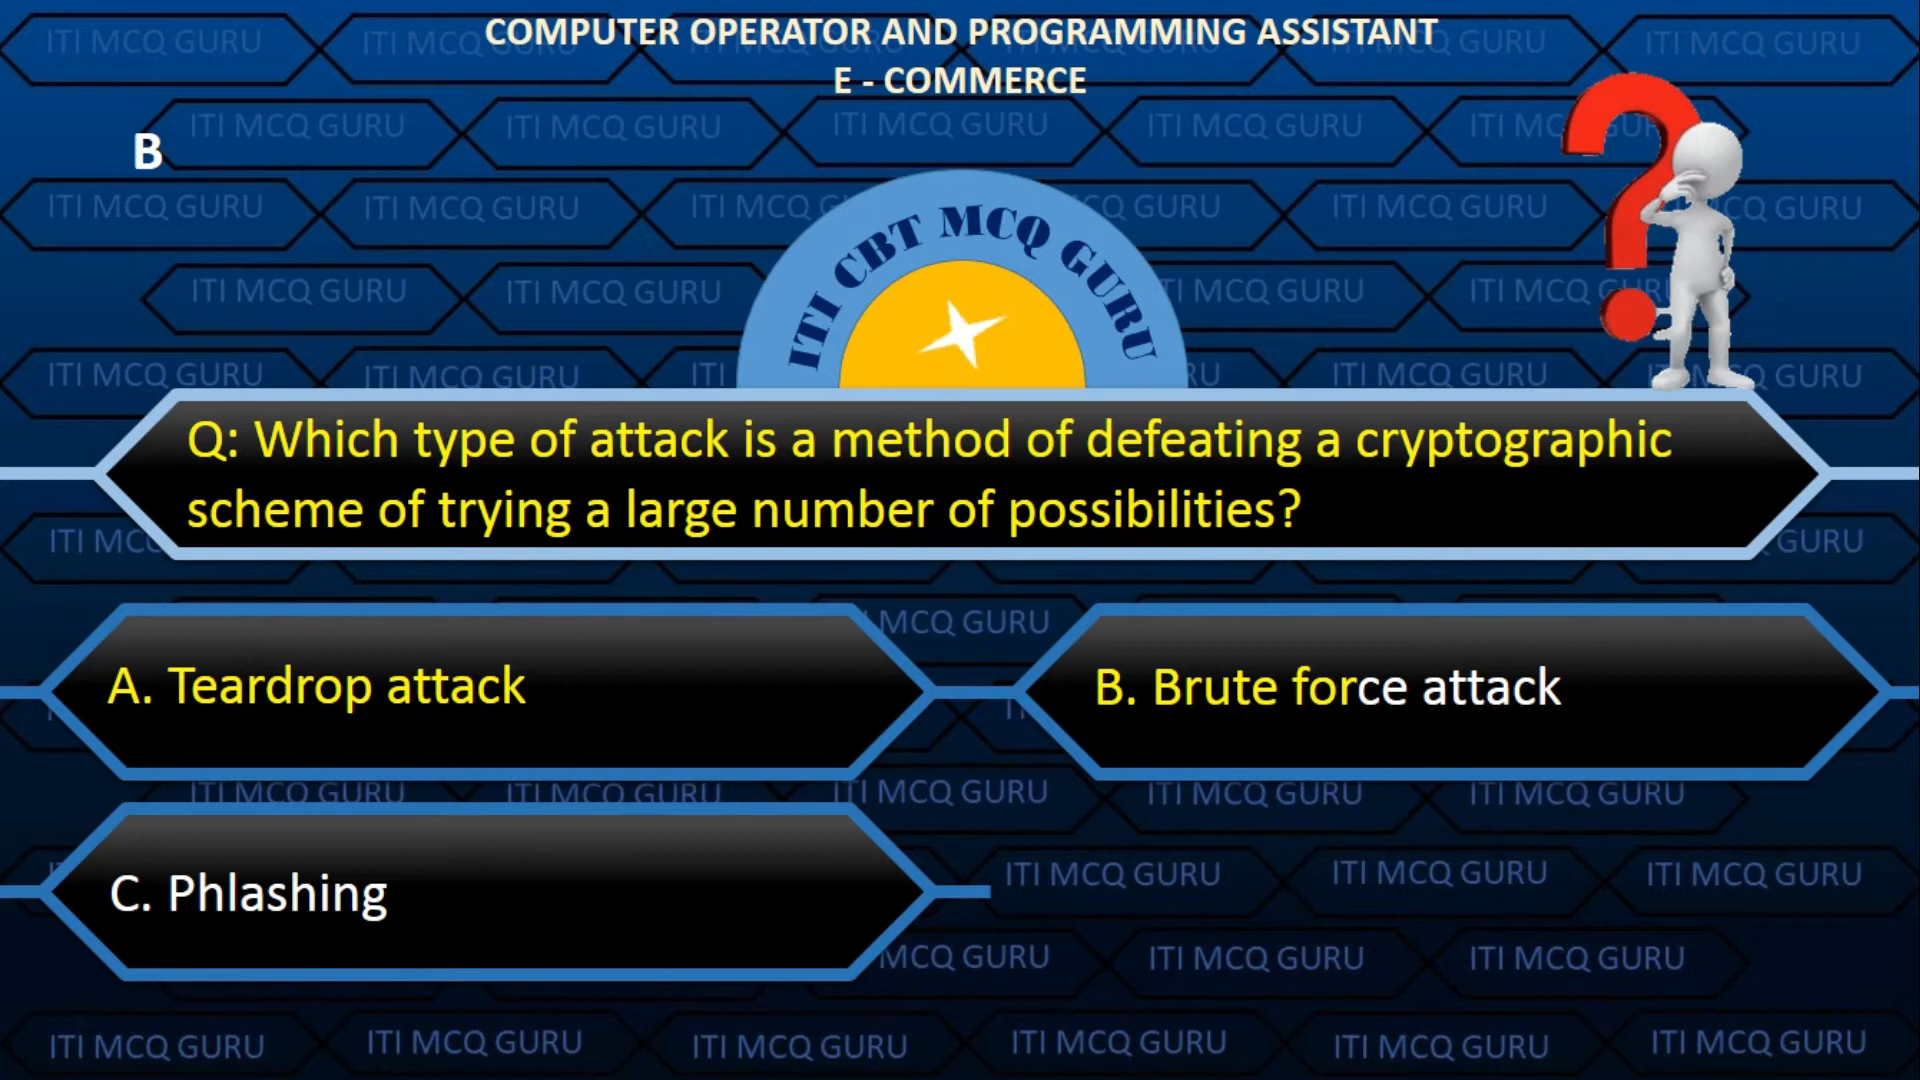 COMPUTER OPERATOR AND PROGRAMMING ASSISTANT
E - COMMERCE
B
ITI CBT MCQ GURU
Q: Which type of attack is a method of defeating a cryptographic
scheme of trying a large number of possibilities?
A. Teardrop attack
B. Brute force attack
C. Phlashing
ITI MCQ GURU